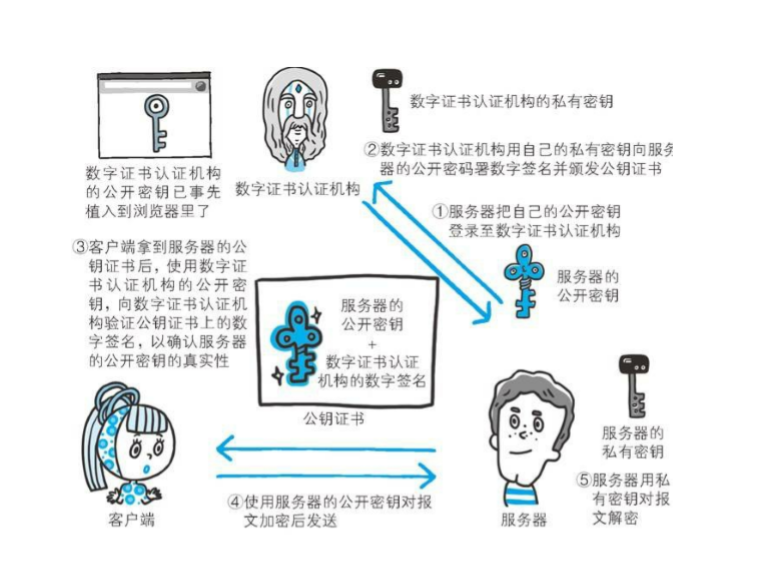 数字证书认证机构的私有密钥
②数字证书认证机构用自己的私有密钥向服务
器的公开密码署数字签名并颁发公钥证书
数字证书认证机构
的公开密钥已事先
植入到浏览器里了
数字证书认证机构
①服务器把自己的公开密钥
登录至数字证书认证机构
③客户端拿到服务器的公
钥证书后，使用数字证
书认证机构的公开密
钥，向数字证书认证机
构验证公钥证书上的数
字签名，以确认服务器
的公开密钥的真实性
服务器的
公开密钥
服务器的
公开密钥
+
数字证书认证
机构的数字签名
公钥证书
服务器的
私有密钥
④使用服务器的公开密钥对报
文加密后发送
⑤服务器用私
有密钥对报
文解密
客户端
服务器